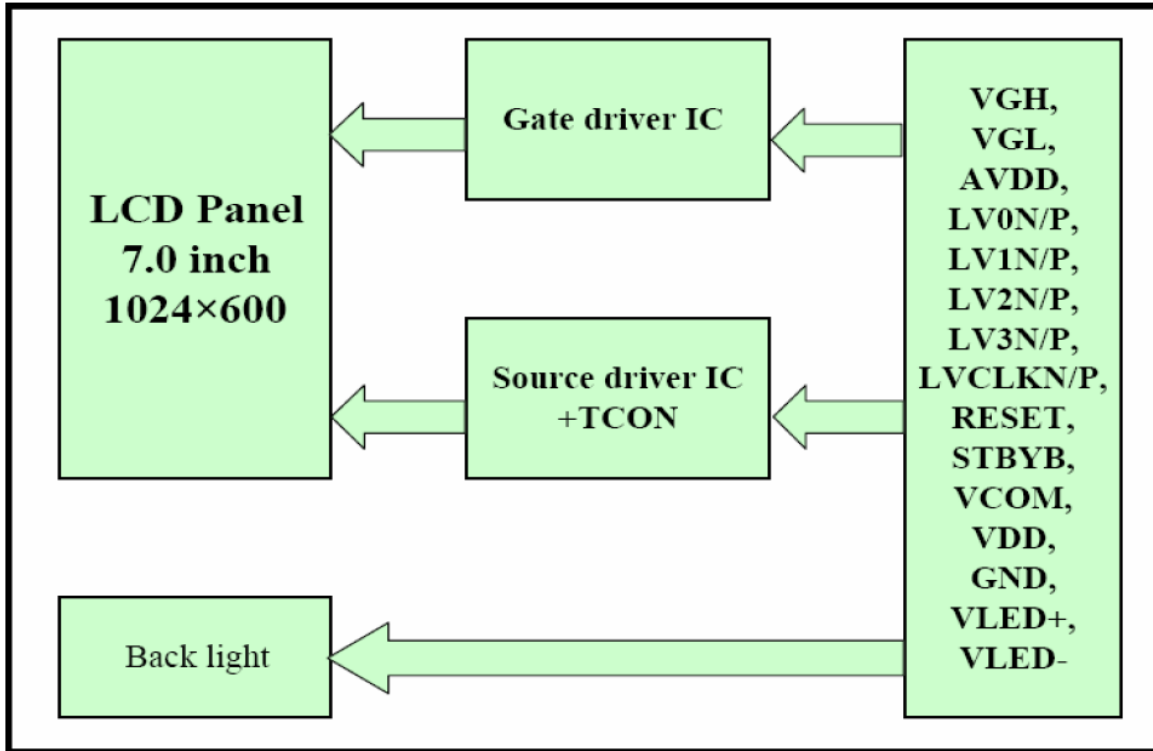 LCD Panel
7.0 inch
1024×600
Gate driver IC
Source driver IC
+TCON
Back light
VGH,
VGL,
AVDD,
LV0N/P,
LV1N/P,
LV2N/P,
LV3N/P,
LVCLKN/P,
RESET,
STBYB,
VCOM,
VDD,
GND,
VLED+,
VLED-